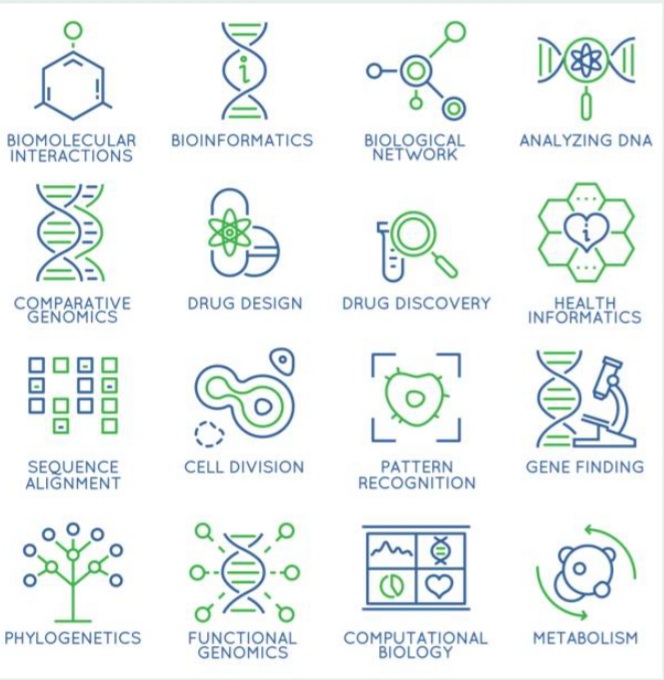 BIOMOLECULAR
INTERACTIONS
BIOINFORMATICS
i
BIOLOGICAL
NETWORK
ANALYZING DNA
COMPARATIVE
GENOMICS
DRUG DESIGN
DRUG DISCOVERY
i
HEALTH
INFORMATICS
SEQUENCE
ALIGNMENT
CELL DIVISION
PATTERN
RECOGNITION
GENE FINDING
PHYLOGENETICS
FUNCTIONAL
GENOMICS
COMPUTATIONAL
BIOLOGY
METABOLISM